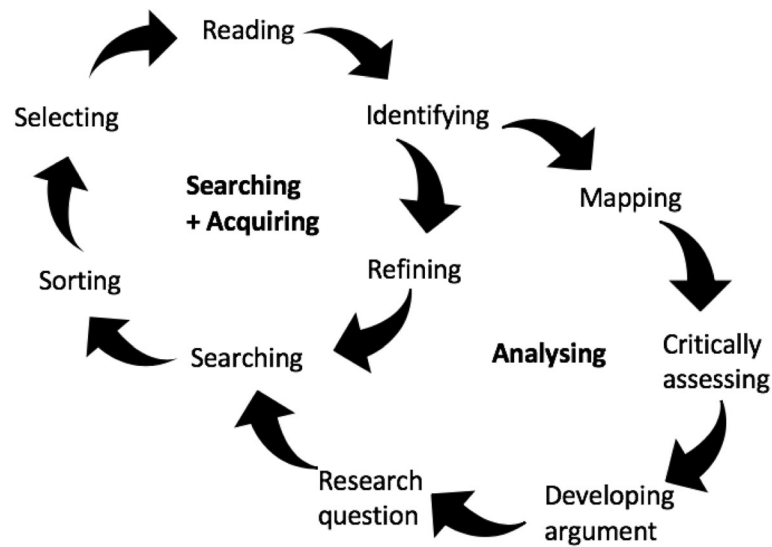 Reading
Selecting
Identifying
Searching
+ Acquiring
Mapping
Sorting
Refining
Searching
Analysing
Critically
assessing
Research
question
Developing
argument